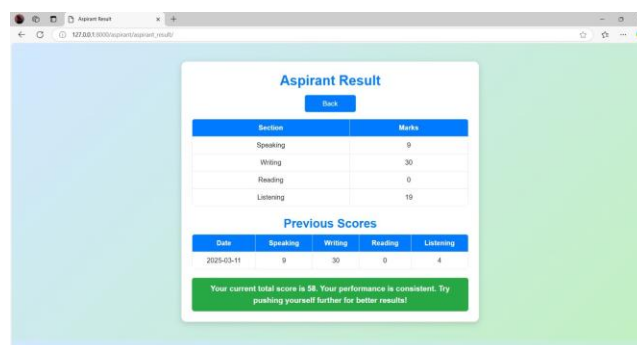 Aspirant Result
127.0.0.1:8000/aspirant/aspirant_result/
Aspirant Result
Back
Section Marks
Speaking 9
Writing 30
Reading 0
Listening 19
Previous Scores
Date Speaking Writing Reading Listening
2025-03-11 9 30 0 4
Your current total score is 58. Your performance is consistent. Try
pushing yourself further for better results!